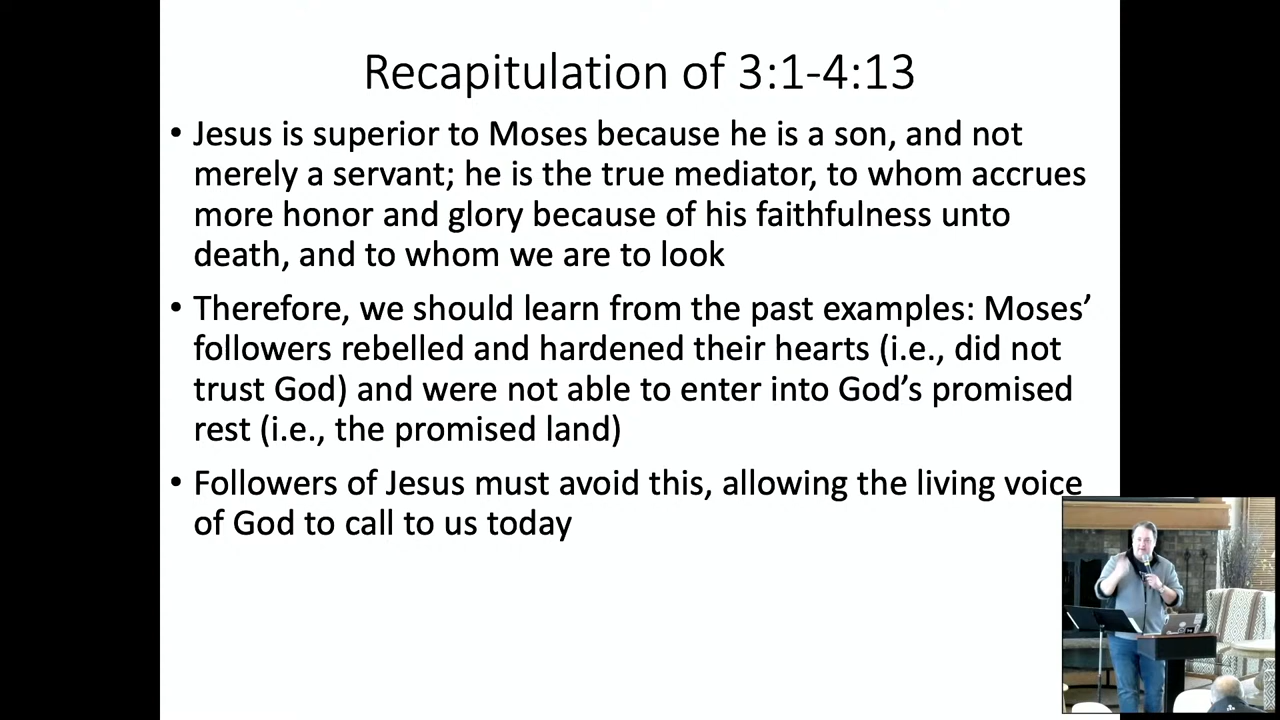 Recapitulation of 3:1-4:13
• Jesus is superior to Moses because he is a son, and not
merely a servant; he is the true mediator, to whom accrues
more honor and glory because of his faithfulness unto
death, and to whom we are to look
• Therefore, we should learn from the past examples: Moses’
followers rebelled and hardened their hearts (i.e., did not
trust God) and were not able to enter into God’s promised
rest (i.e., the promised land)
• Followers of Jesus must avoid this, allowing the living voice
of God to call to us today